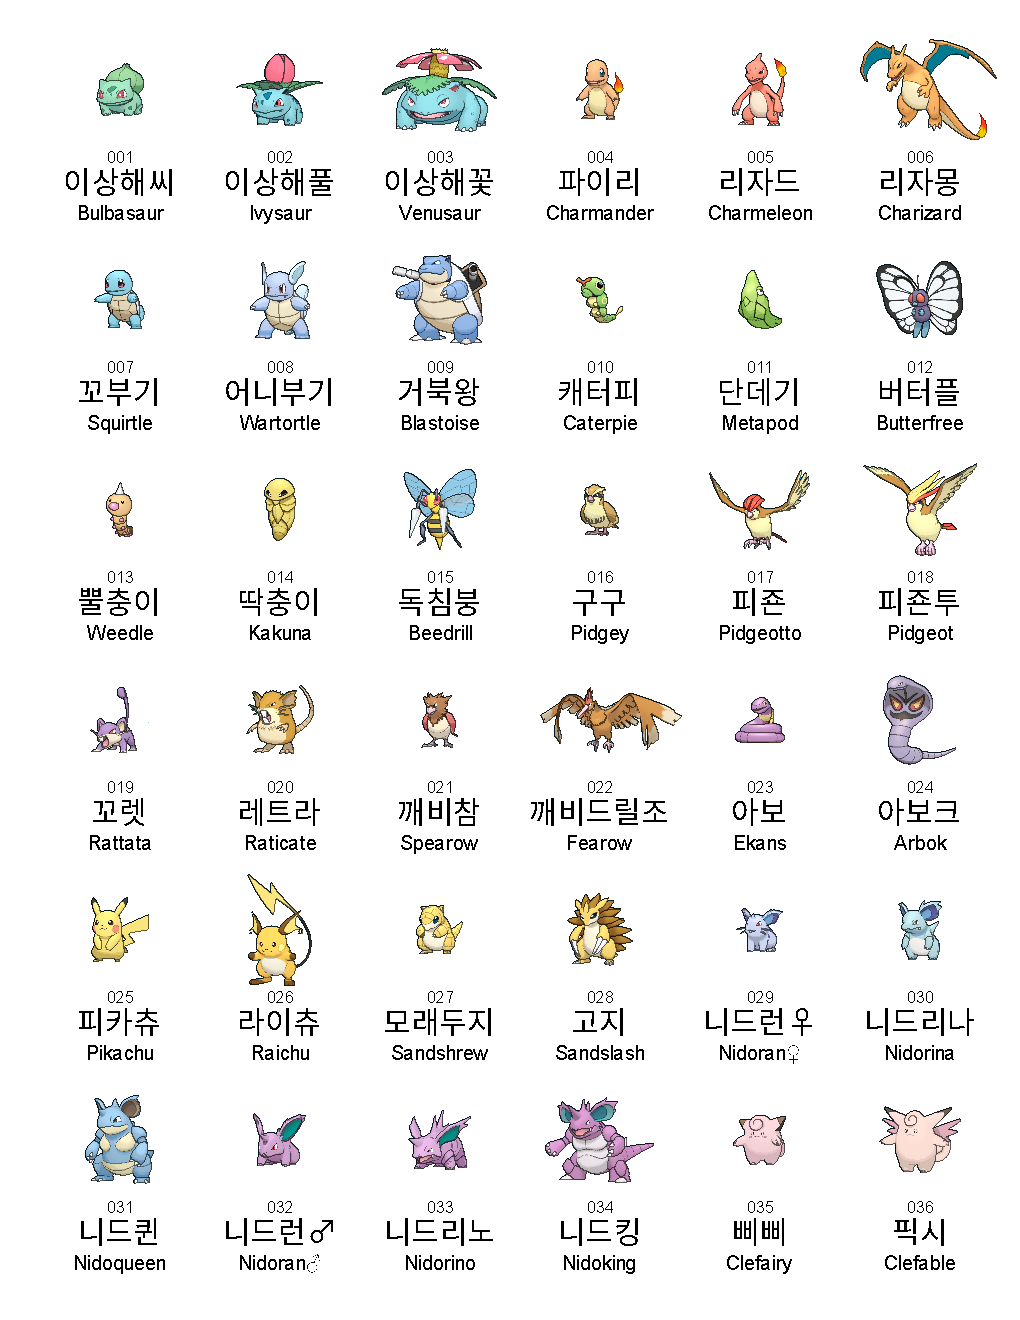 001 002 003 004 005 006
이상해씨 이상해풀 이상해꽃 파이리 리자드 리자몽
Bulbasaur Ivysaur Venusaur Charmander Charmeleon Charizard
007 008 009 010 011 012
꼬부기 어니부기 거북왕 캐터피 단데기 버터플
Squirtle Wartortle Blastoise Caterpie Metapod Butterfree
013 014 015 016 017 018
뿔충이 딱충이 독침붕 구구 피죤 피죤투
Weedle Kakuna Beedrill Pidgey Pidgeotto Pidgeot
019 020 021 022 023 024
꼬렛 레트라 깨비참 깨비드릴조 아보 아보크
Rattata Raticate Spearow Fearow Ekans Arbok
025 026 027 028 029 030
피카츄 라이츄 모래두지 고지 니드런♀ 니드리나
Pikachu Raichu Sandshrew Sandslash Nidoran♀ Nidorina
031 032 033 034 035 036
니드퀸 니드런♂ 니드리노 니드킹 삐삐 픽시
Nidoqueen Nidoran♂ Nidorino Nidoking Clefairy Clefable